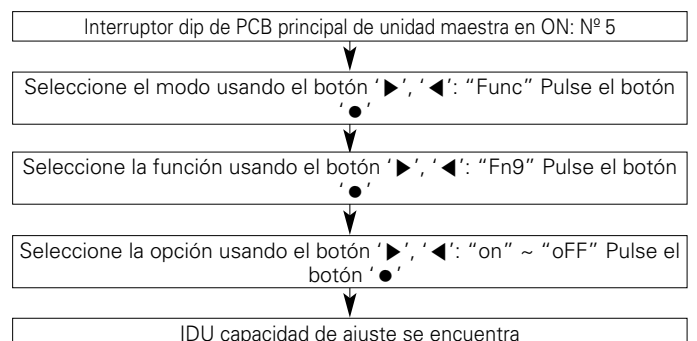 Interruptor dip de PCB principal de unidad maestra en ON: Nº 5
Seleccione el modo usando el botón ‘▶’, ‘◀’: “Func” Pulse el botón
‘●’
Seleccione la función usando el botón ‘▶’, ‘◀’: “Fn9” Pulse el botón
‘●’
Seleccione la opción usando el botón ‘▶’, ‘◀’: “on” ~ “oFF” Pulse el
botón ‘●’
IDU capacidad de ajuste se encuentra